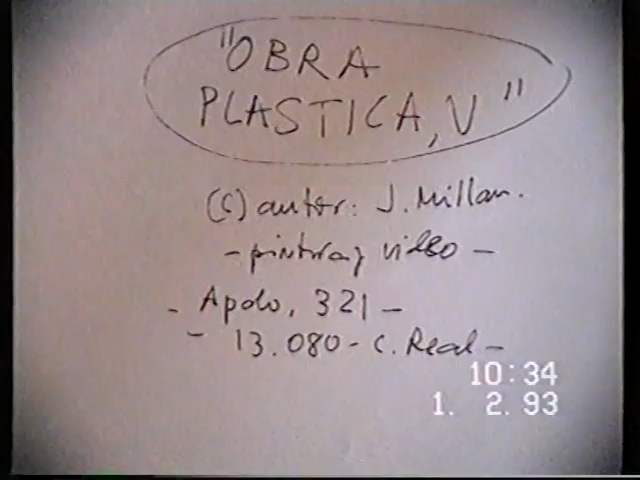 "OBRA
PLASTICA, V"
(c) autor: J. Millan.
- pintura y video -
- Apolo, 321 -
- 13.080 - C. Real -
10:34
1. 2. 93